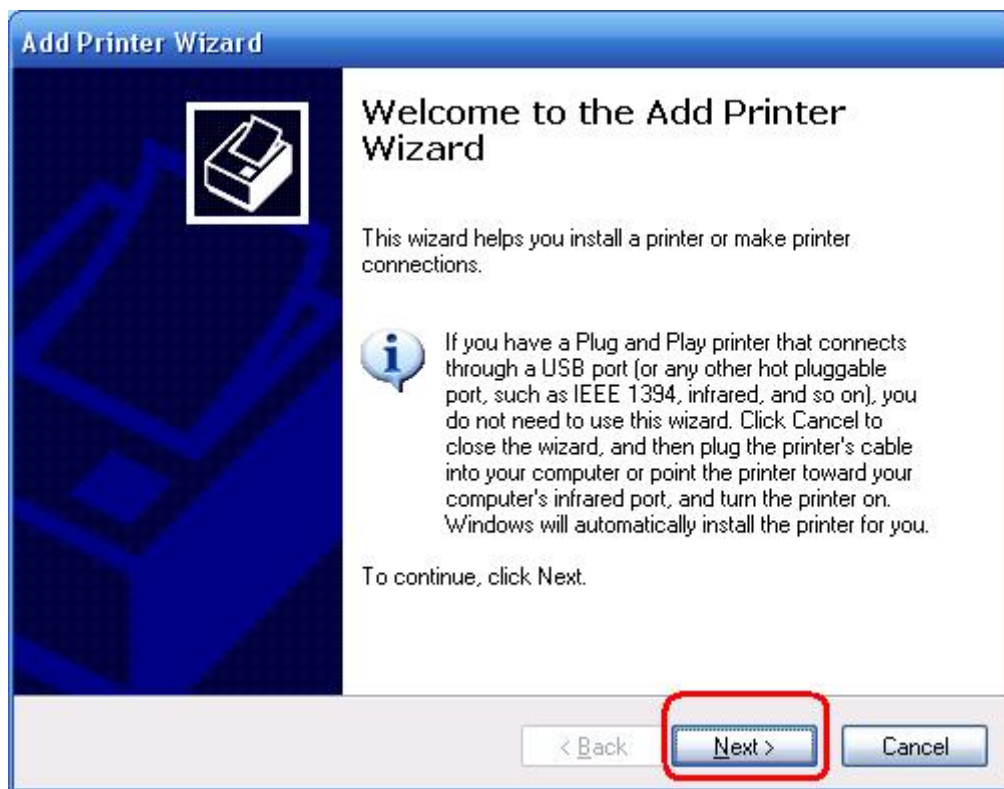 Add Printer Wizard
Welcome to the Add Printer
Wizard
This wizard helps you install a printer or make printer
connections.
If you have a Plug and Play printer that connects
through a USB port (or any other hot pluggable
port, such as IEEE 1394, infrared, and so on), you
do not need to use this wizard. Click Cancel to
close the wizard, and then plug the printer's cable
into your computer or point the printer toward your
computer's infrared port, and turn the printer on.
Windows will automatically install the printer for you.
To continue, click Next.
< Back Next > Cancel